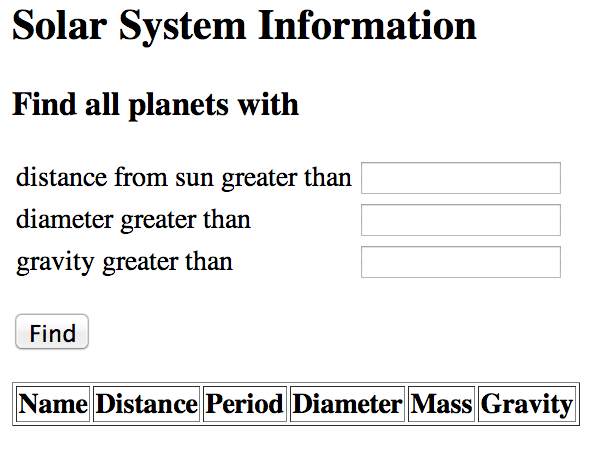 Solar System Information
Find all planets with
distance from sun greater than
diameter greater than
gravity greater than
Find
Name Distance Period Diameter Mass Gravity